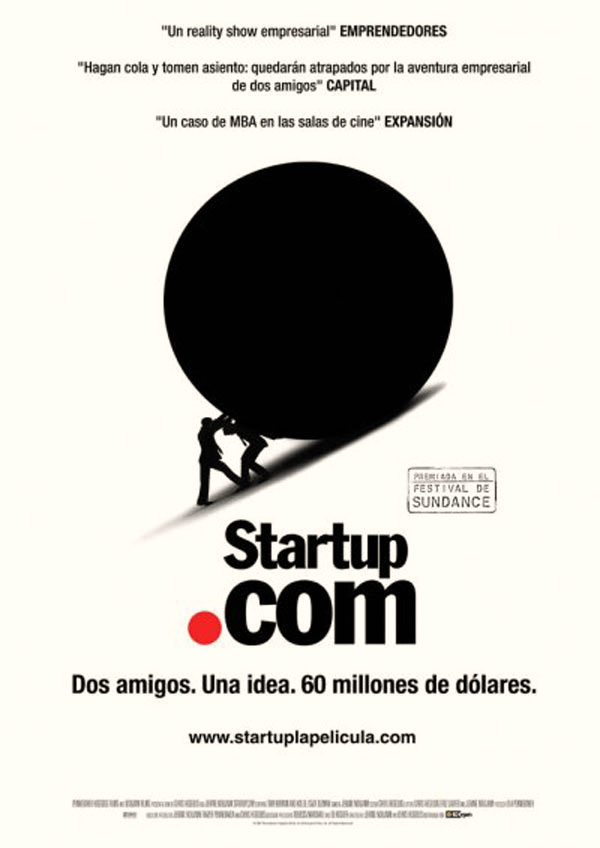 "Un reality show empresarial" EMPRENDEDORES
"Hagan cola y tomen asiento: quedarán atrapados por la aventura empresarial
de dos amigos" CAPITAL
"Un caso de MBA en las salas de cine" EXPANSIÓN
PREMIADA EN EL
FESTIVAL DE
SUNDANCE
Startup
.com
Dos amigos. Una idea. 60 millones de dólares.
www.startuplapelicula.com